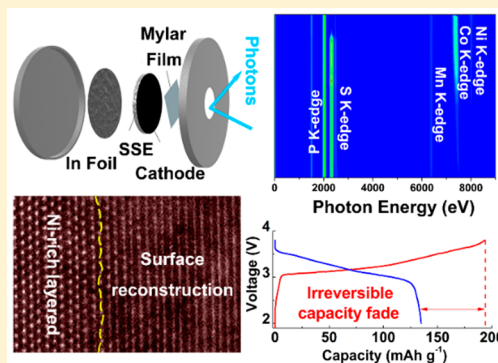 Mylar
Film
Photons
In Foil
SSE
Cathode
P K-edge
S K-edge
Mn K-edge
Co K-edge
Ni K-edge
0
2000
4000
6000
8000
Photon Energy (eV)
Ni-rich layered
Surface
reconstruction
Voltage (V)
4
3
2
Irreversible
capacity fade
0
50
100
150
200
Capacity (mAh g⁻¹)